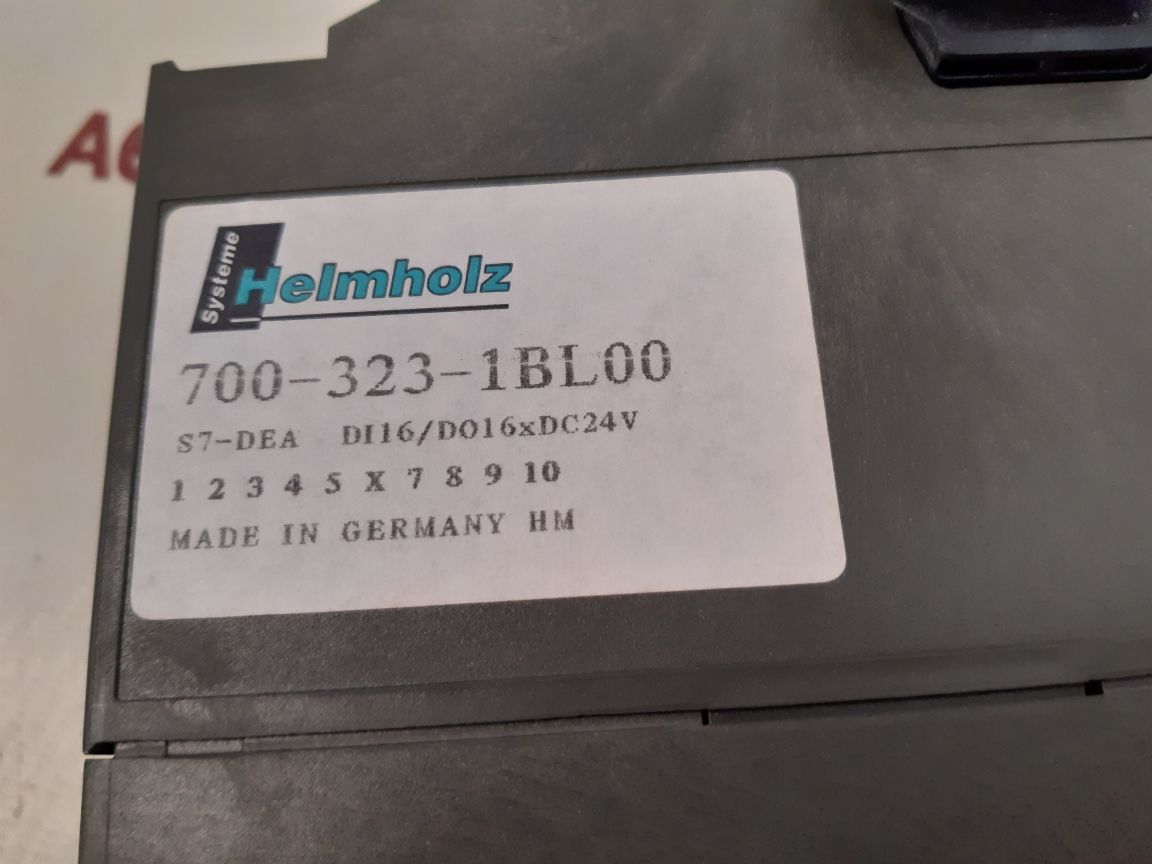 Systeme
Helmholz
700-323-1BL00
S7-DEA DI16/DO16xDC24V
1 2 3 4 5 X 7 8 9 10
MADE IN GERMANY HM